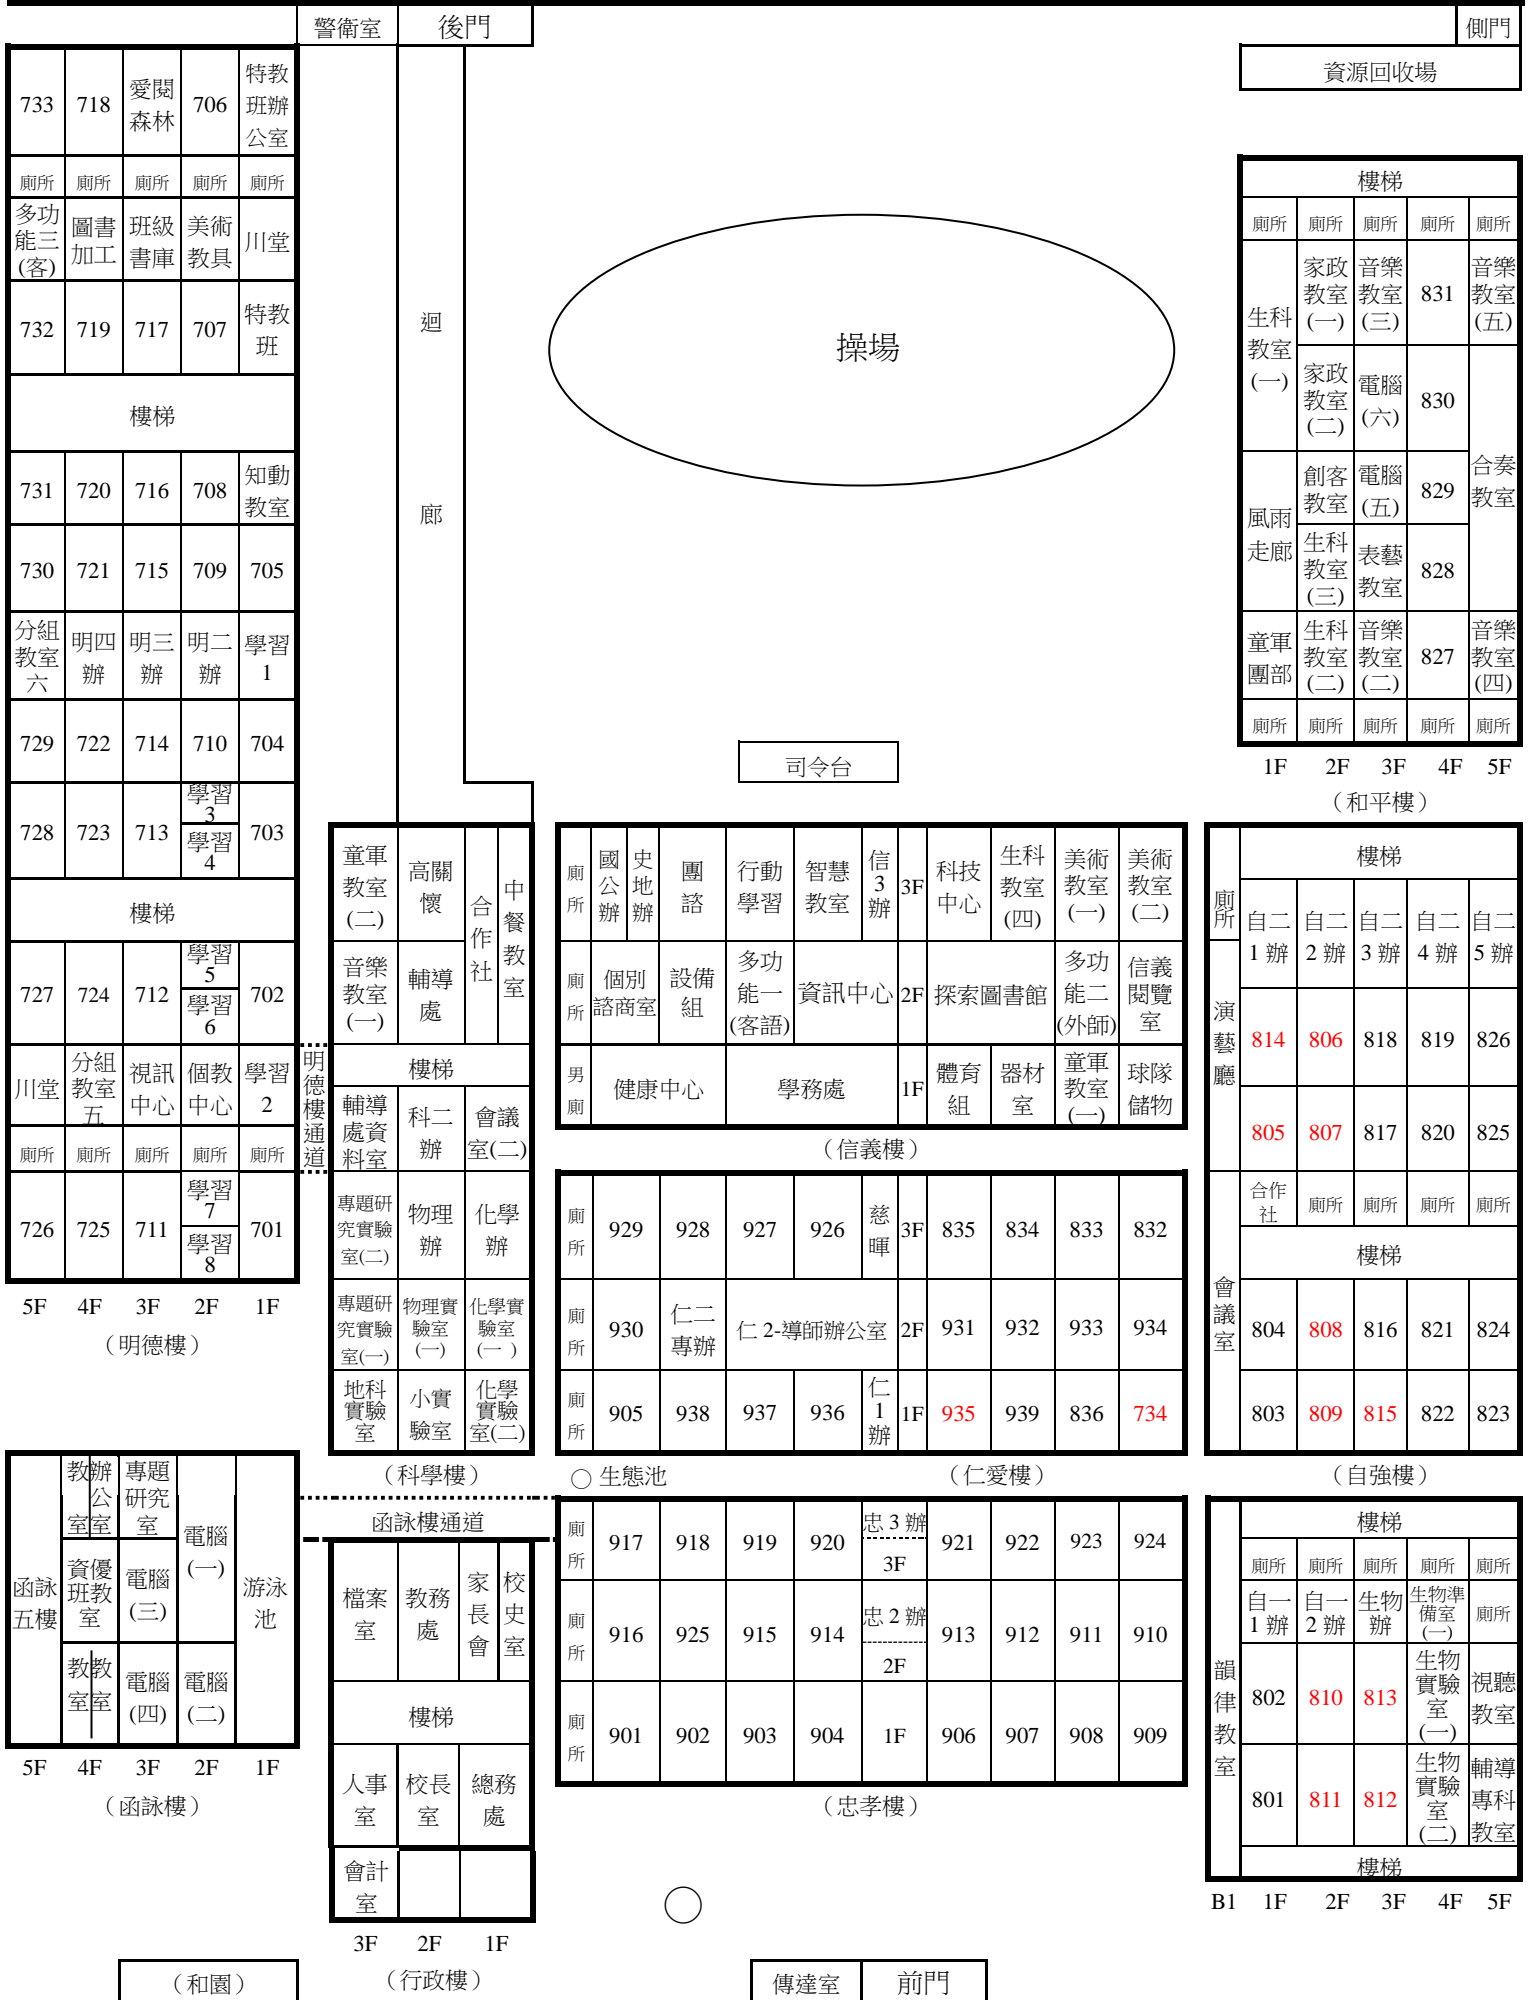 警衛室
後門
側門
資源回收場
733 718 愛閱 706 特教
森林 班辦
公室
廁所 廁所 廁所 廁所 廁所
多功 圖書 班級 美術 川堂
能三 加工 書庫 教具
(客)
732 719 717 707 特教
班
樓梯
731 720 716 708 知動
教室
730 721 715 709 705
分組 明四 明三 明二 學習
教室 辦 辦 辦 1
六
729 722 714 710 704
728 723 713 學習 703
3
學習
4
樓梯
727 724 712 學習 702
5
學習
6
川堂 分組 視訊 個教 學習
教室 中心 中心 2
五
廁所 廁所 廁所 廁所 廁所
726 725 711 學習 701
7
學習
8
5F 4F 3F 2F 1F
（明德樓）
迴
廊
操場
司令台
樓梯
廁所 廁所 廁所 廁所 廁所
生科 家政 音樂 831 音樂
教室 教室 教室 教室
(一) (一) (三) (五)
家政 電腦 830 合奏
教室 (六) 教室
(二)
風雨 創客 電腦 829
走廊 教室 (五)
生科 表藝 828
教室 教室
(三)
童軍 生科 音樂 827 音樂
團部 教室 教室 教室
(二) (二) (四)
廁所 廁所 廁所 廁所 廁所
1F 2F 3F 4F 5F
（和平樓）
童軍 高關 合作社 中餐教室
教室 懷
(二)
音樂 輔導
教室 處
(一)
樓梯
明德樓通道
輔導 科二 會議
處資 辦 室(二)
料室
專題研 物理 化學
究實驗 辦 辦
室(二)
專題研 物理實 化學實
究實驗 驗室 驗室
室(一) (一) (一 )
地科 小實 化學
實驗 驗室 實驗
室 室(二)
（科學樓）
廁所 國公辦 史地辦 團 行動 智慧 信3辦 3F 科技 生科 美術 美術
諮 學習 教室 中心 教室 教室 教室
(四) (一) (二)
廁所 個別 設備 多功 資訊中心 2F 探索圖書館 多功 信義
諮商室 組 能一 能二 閱覽
(客語) (外師) 室
男廁 健康中心 學務處 1F 體育 器材 童軍 球隊
組 室 教室 儲物
(一)
（信義樓）
廁所 929 928 927 926 慈暉 3F 835 834 833 832
廁所 930 仁二 仁 2-導師辦公室 2F 931 932 933 934
專辦
廁所 905 938 937 936 仁1辦 1F 935 939 836 734
○ 生態池
（仁愛樓）
廁所 樓梯
自二 自二 自二 自二 自二
1 辦 2 辦 3 辦 4 辦 5 辦
演藝廳 814 806 818 819 826
805 807 817 820 825
會議室 合作 廁所 廁所 廁所 廁所
社
樓梯
804 808 816 821 824
803 809 815 822 823
（自強樓）
函詠五樓 教室 辦公室 專題 電腦 游泳
研究 (一) 池
室
資優 電腦
班教 (三)
室
教室 教室 電腦 電腦
(四) (二)
5F 4F 3F 2F 1F
（函詠樓）
函詠樓通道
檔案 教務 家長會 校史室
室 處
樓梯
人事 校長 總務
室 室 處
會計
室
3F 2F 1F
（行政樓）
廁所 917 918 919 920 忠 3 辦 921 922 923 924
3F
廁所 916 925 915 914 忠 2 辦 913 912 911 910
2F
廁所 901 902 903 904 1F 906 907 908 909
（忠孝樓）
韻律教室 樓梯
廁所 廁所 廁所 廁所 廁所
自一 自一 生物 生物準 廁所
1 辦 2 辦 辦 備室
(一)
802 810 813 生物 視聽
實驗 教室
室
(一)
801 811 812 生物 輔導
實驗 專科
室 教室
(二)
樓梯
B1 1F 2F 3F 4F 5F
（和園）
傳達室
前門